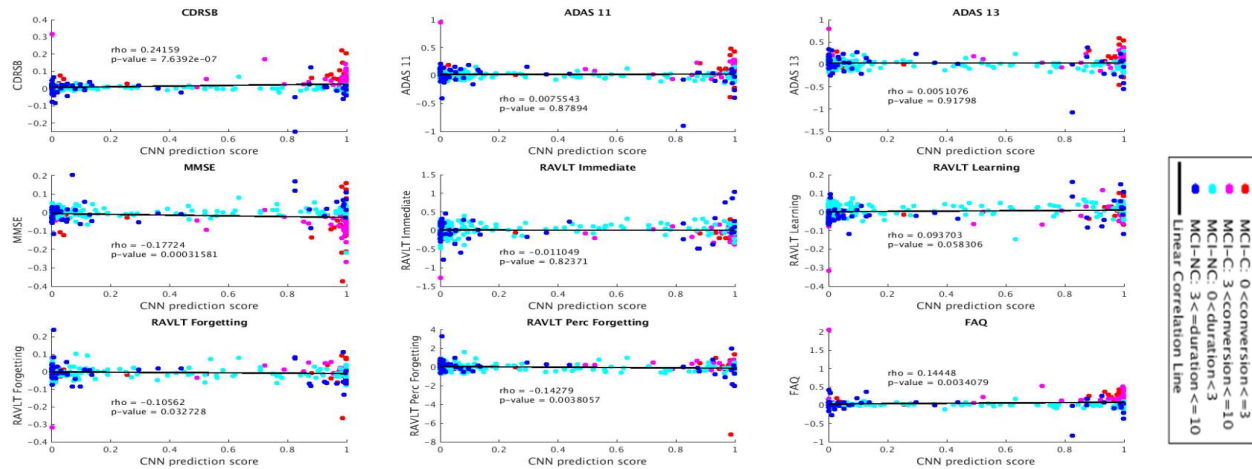 CDRSB
0.4
0.3
0.2
0.1
0
-0.1
-0.2
CDRSB
rho = 0.24159
p-value = 7.6392e-07
0 0.2 0.4 0.6 0.8 1
CNN prediction score
ADAS 11
1
0.5
0
-0.5
-1
ADAS 11
rho = 0.0075543
p-value = 0.87894
0 0.2 0.4 0.6 0.8 1
CNN prediction score
ADAS 13
1
0.5
0
-0.5
-1
-1.5
ADAS 13
rho = 0.0051076
p-value = 0.91798
0 0.2 0.4 0.6 0.8 1
CNN prediction score
MMSE
0.2
0.1
0
-0.1
-0.2
-0.3
-0.4
MMSE
rho = -0.17724
p-value = 0.00031581
0 0.2 0.4 0.6 0.8 1
CNN prediction score
RAVLT Immediate
1.5
1
0.5
0
-0.5
-1
-1.5
RAVLT Immediate
rho = -0.011049
p-value = 0.82371
0 0.2 0.4 0.6 0.8 1
CNN prediction score
RAVLT Learning
0.2
0.1
0
-0.1
-0.2
-0.3
-0.4
RAVLT Learning
rho = 0.093703
p-value = 0.058306
0 0.2 0.4 0.6 0.8 1
CNN prediction score
RAVLT Forgetting
0.3
0.2
0.1
0
-0.1
-0.2
-0.3
-0.4
RAVLT Forgetting
rho = -0.10562
p-value = 0.032728
0 0.2 0.4 0.6 0.8 1
CNN prediction score
RAVLT Perc Forgetting
4
2
0
-2
-4
-6
-8
RAVLT Perc Forgetting
rho = -0.14279
p-value = 0.0038057
0 0.2 0.4 0.6 0.8 1
CNN prediction score
FAQ
2
1.5
1
0.5
0
-0.5
-1
FAQ
rho = 0.14448
p-value = 0.0034079
0 0.2 0.4 0.6 0.8 1
CNN prediction score
MCI-C: 0<conversion<=3
MCI-C: 3<conversion<=10
MCI-NC: 0<duration<3
MCI-NC: 3<=duration<=10
Linear Correlation Line